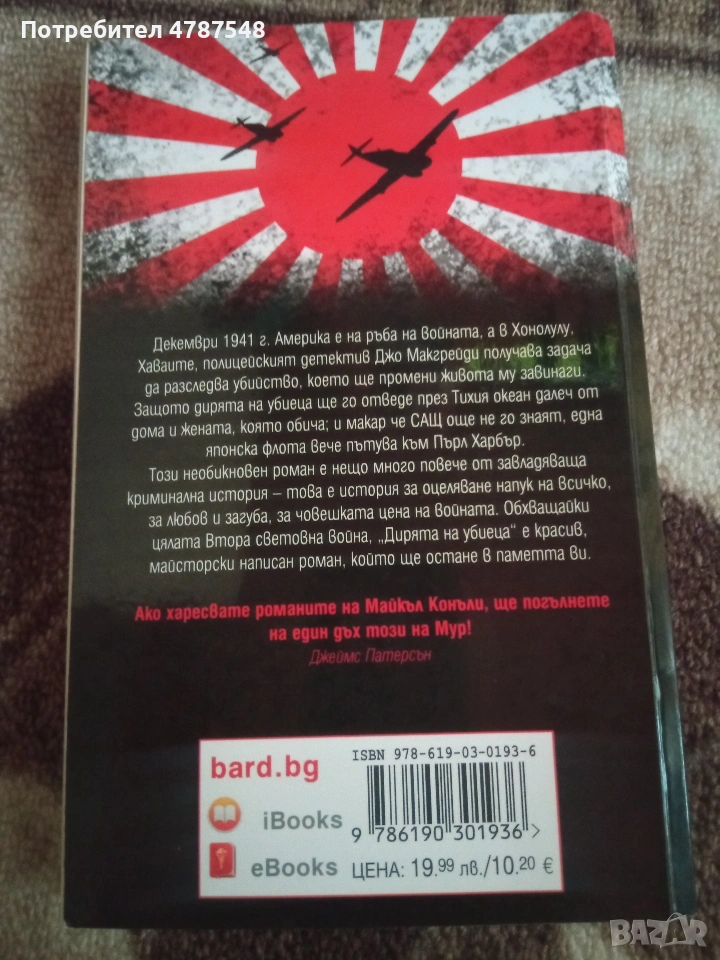 Потребител 4787548
Декември 1941 г. Америка е на ръба на войната, а в Хонолулу,
Хаваите, полицейският детектив Джо Макгрейди получава задача
да разследва убийство, което ще промени живота му завинаги.
Защото дирята на убиеца ще го отведе през Тихия океан далеч от
дома и жената, която обича; и макар че САЩ още не го знаят, една
японска флота вече пътува към Пърл Харбър.
Този необикновен роман е нещо много повече от завладяваща
криминална история – това е история за оцеляване напук на всичко,
за любов и загуба, за човешката цена на войната. Обхващайки
цялата Втора световна война, „Дирята на убиеца“ е красив,
майсторски написан роман, който ще остане в паметта ви.
Ако харесвате романите на Майкъл Конъли, ще погълнете
на един дъх този на Мур!
Джеймс Патерсън
bard.bg
iBooks
eBooks
ISBN 978-619-03-0193-6
9 786190 301936 >
ЦЕНА: 19.99 лв./10.20 €
BAZAR